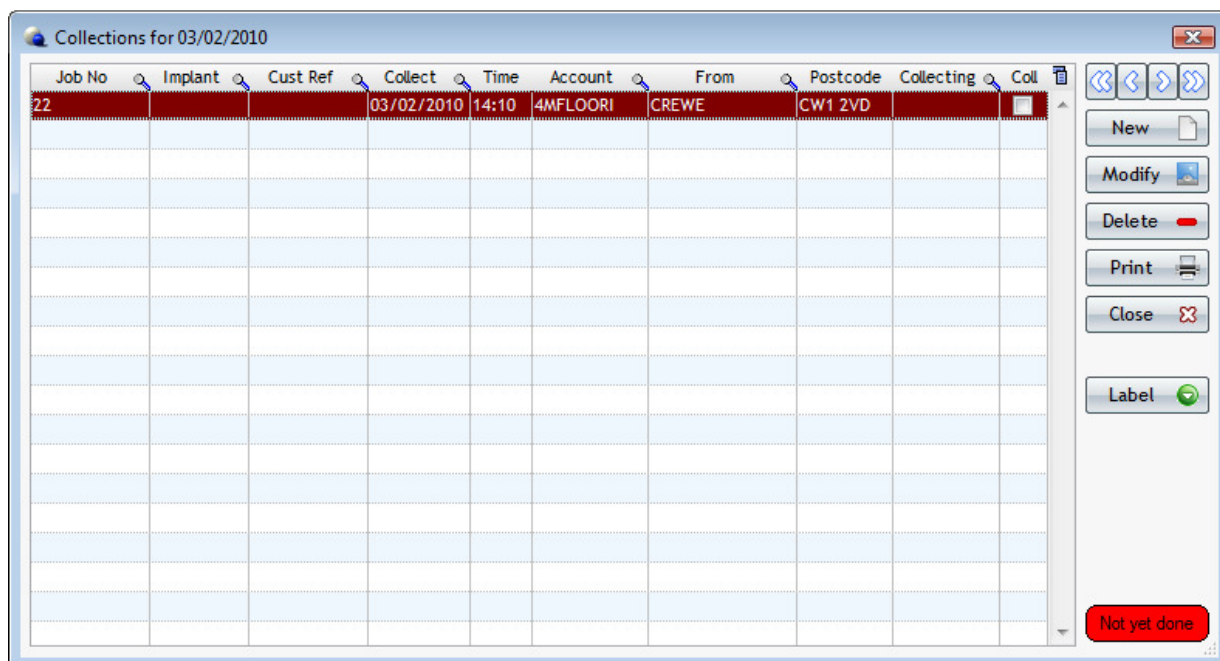 Collections for 03/02/2010
Job No Implant Cust Ref Collect Time Account From Postcode Collecting Coll
22 03/02/2010 14:10 4MFLOORI CREWE CW1 2VD
New
Modify
Delete
Print
Close
Label
Not yet done